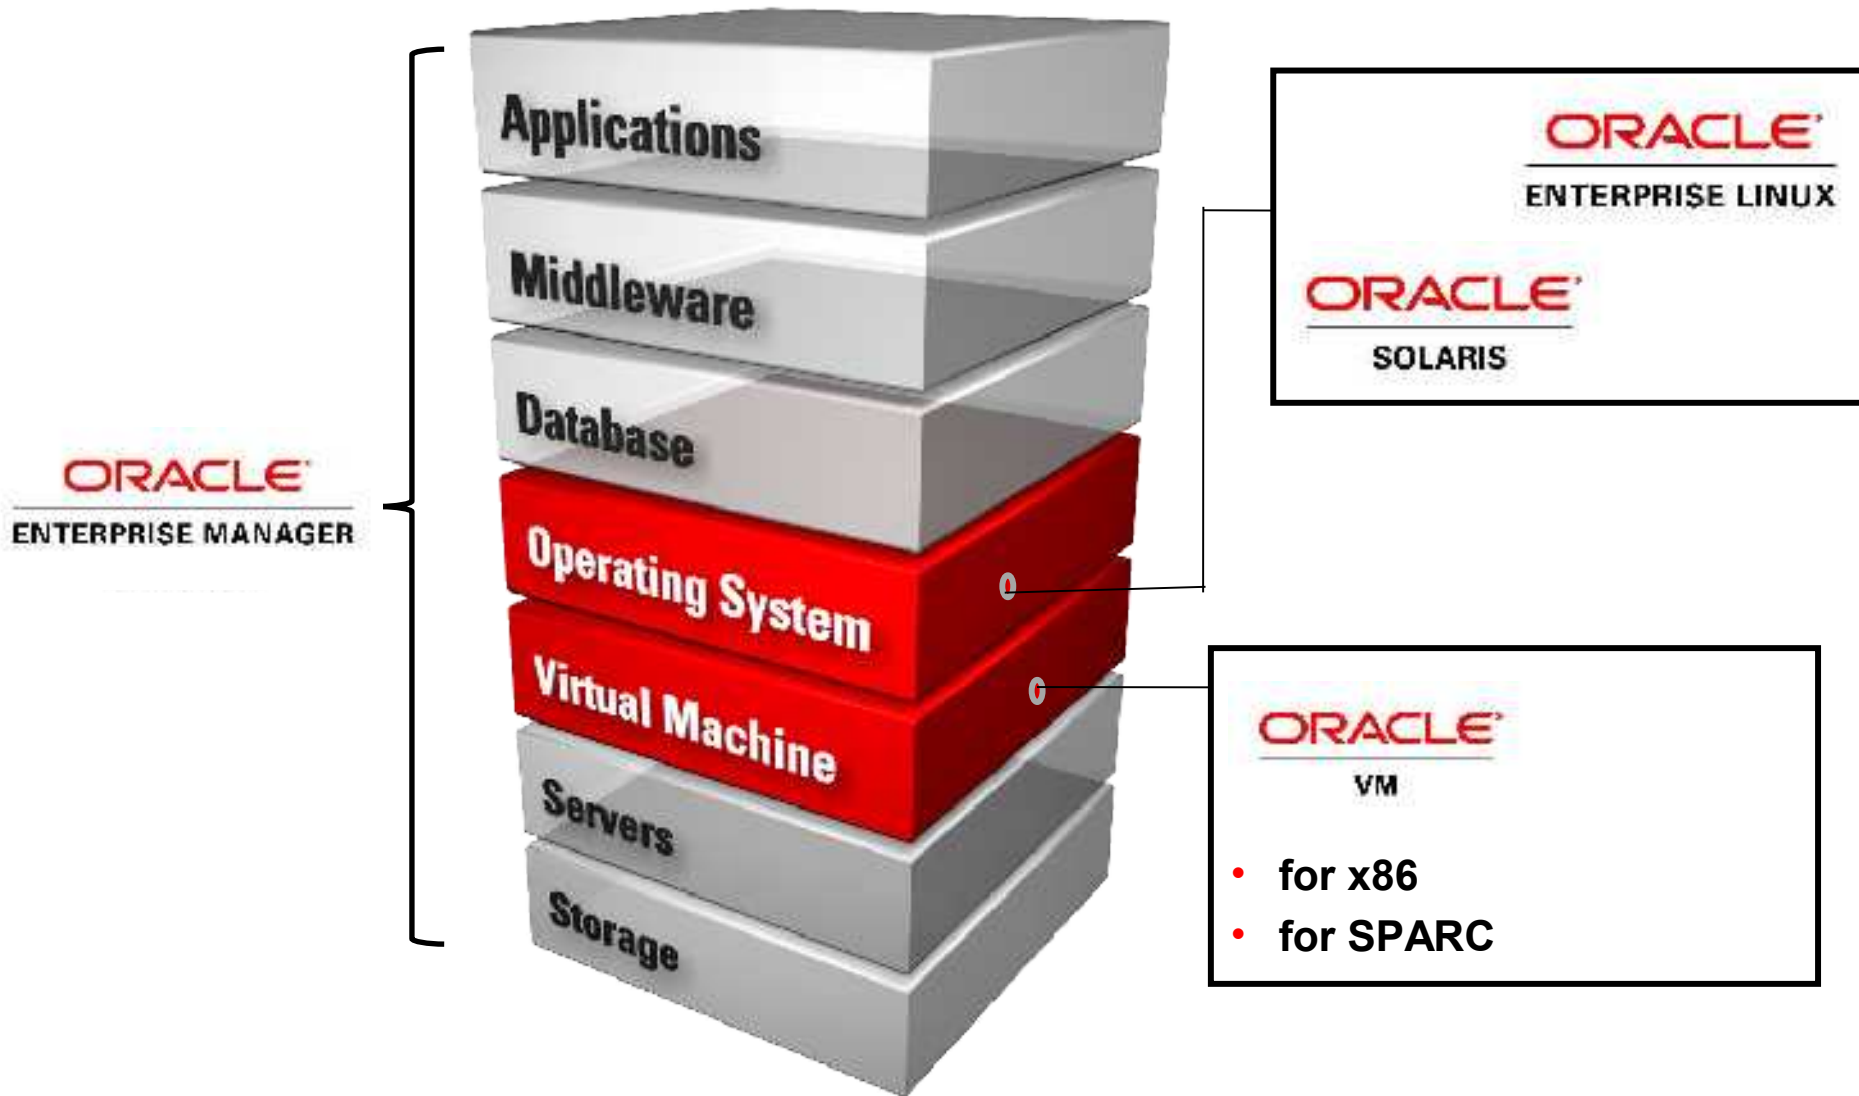 Applications
Middleware
Database
Operating System
Virtual Machine
Servers
Storage
ORACLE
ENTERPRISE MANAGER
ORACLE
ENTERPRISE LINUX
ORACLE
SOLARIS
ORACLE
VM
• for x86
• for SPARC